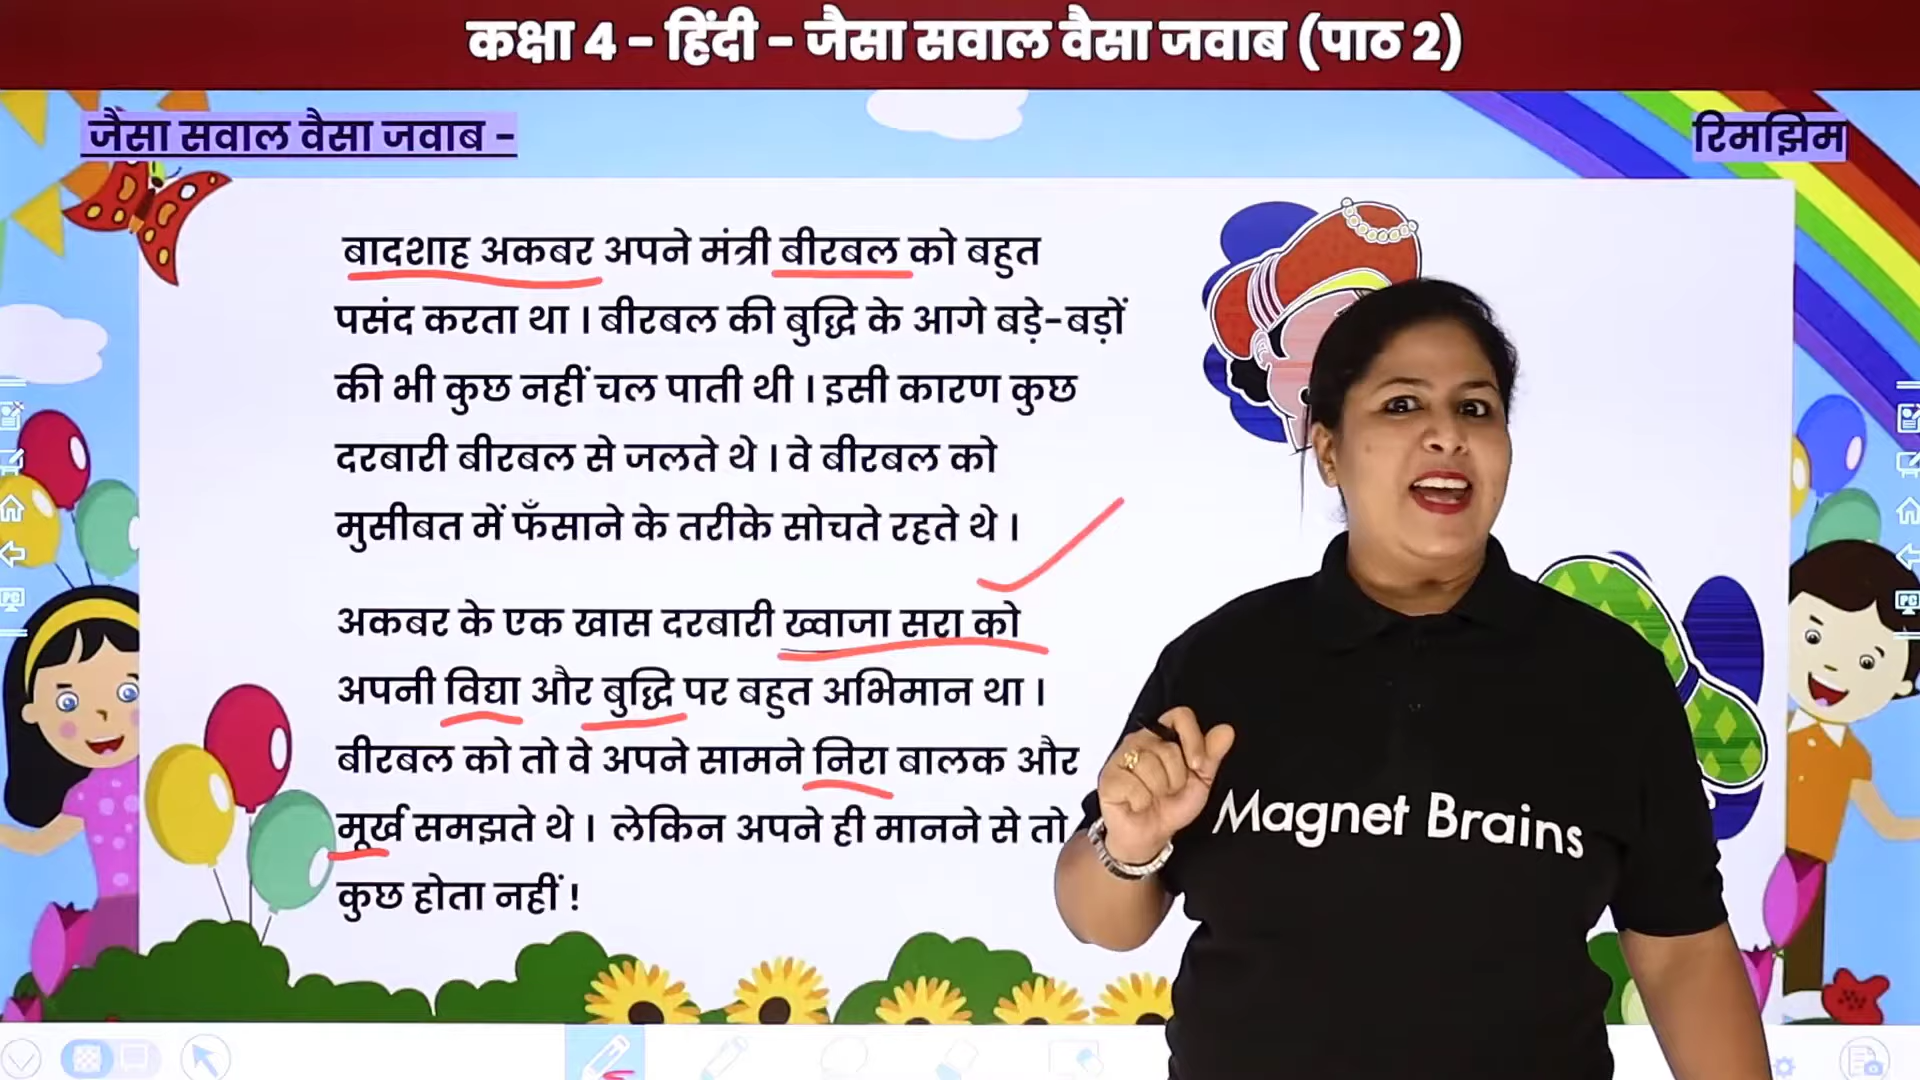 कक्षा 4 - हिंदी - जैसा सवाल वैसा जवाब (पाठ 2)
जैसा सवाल वैसा जवाब -
रिमझिम
बादशाह अकबर अपने मंत्री बीरबल को बहुत
पसंद करता था । बीरबल की बुद्धि के आगे बड़े-बड़ों
की भी कुछ नहीं चल पाती थी । इसी कारण कुछ
दरबारी बीरबल से जलते थे । वे बीरबल को
मुसीबत में फँसाने के तरीके सोचते रहते थे ।
अकबर के एक खास दरबारी ख्वाजा सरा को
अपनी विद्या और बुद्धि पर बहुत अभिमान था ।
बीरबल को तो वे अपने सामने निरा बालक और
मूर्ख समझते थे । लेकिन अपने ही मानने से तो
कुछ होता नहीं !
Magnet Brains
PC
PC